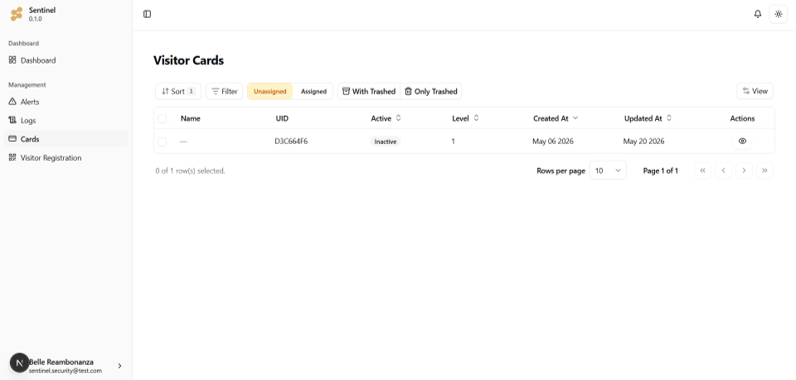 Sentinel
0.1.0
Dashboard
Dashboard
Management
Alerts
Logs
Cards
Visitor Registration
Visitor Cards
Sort 1 Filter Unassigned Assigned With Trashed Only Trashed View
Name UID Active Level Created At Updated At Actions
— D3C664F6 Inactive 1 May 06 2026 May 20 2026
0 of 1 row(s) selected. Rows per page 10 Page 1 of 1
N
Belle Reambonanza
sentinel.security@test.com